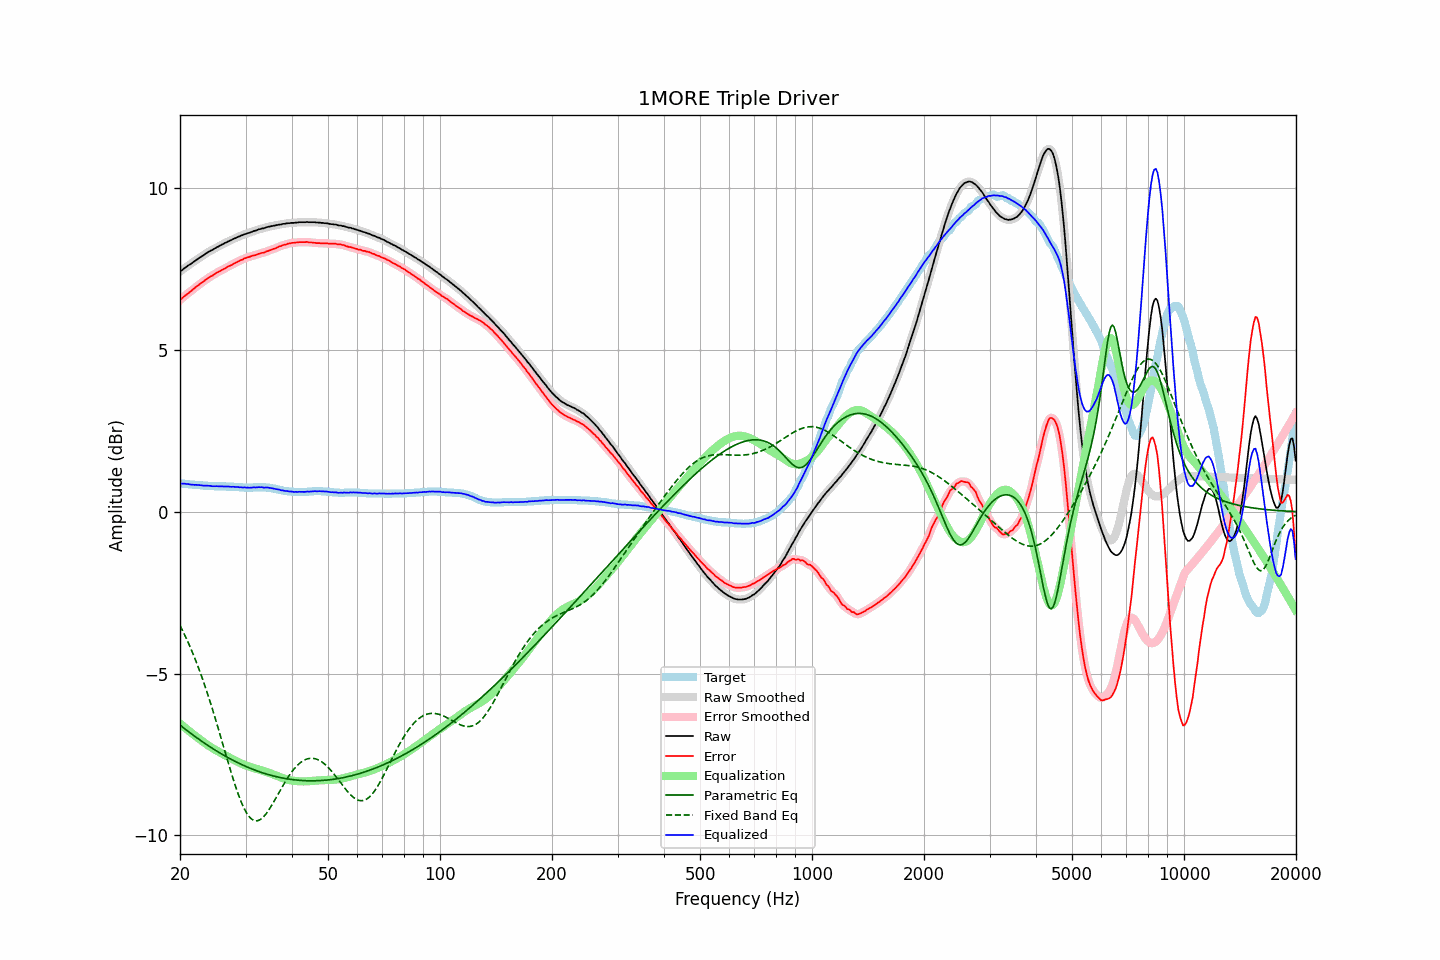 1MORE Triple Driver
Amplitude (dBr)
10
5
0
−5
−10
20
50
100
200
500
1000
2000
5000
10000
20000
Frequency (Hz)
Target
Raw Smoothed
Error Smoothed
Raw
Error
Equalization
Parametric Eq
Fixed Band Eq
Equalized